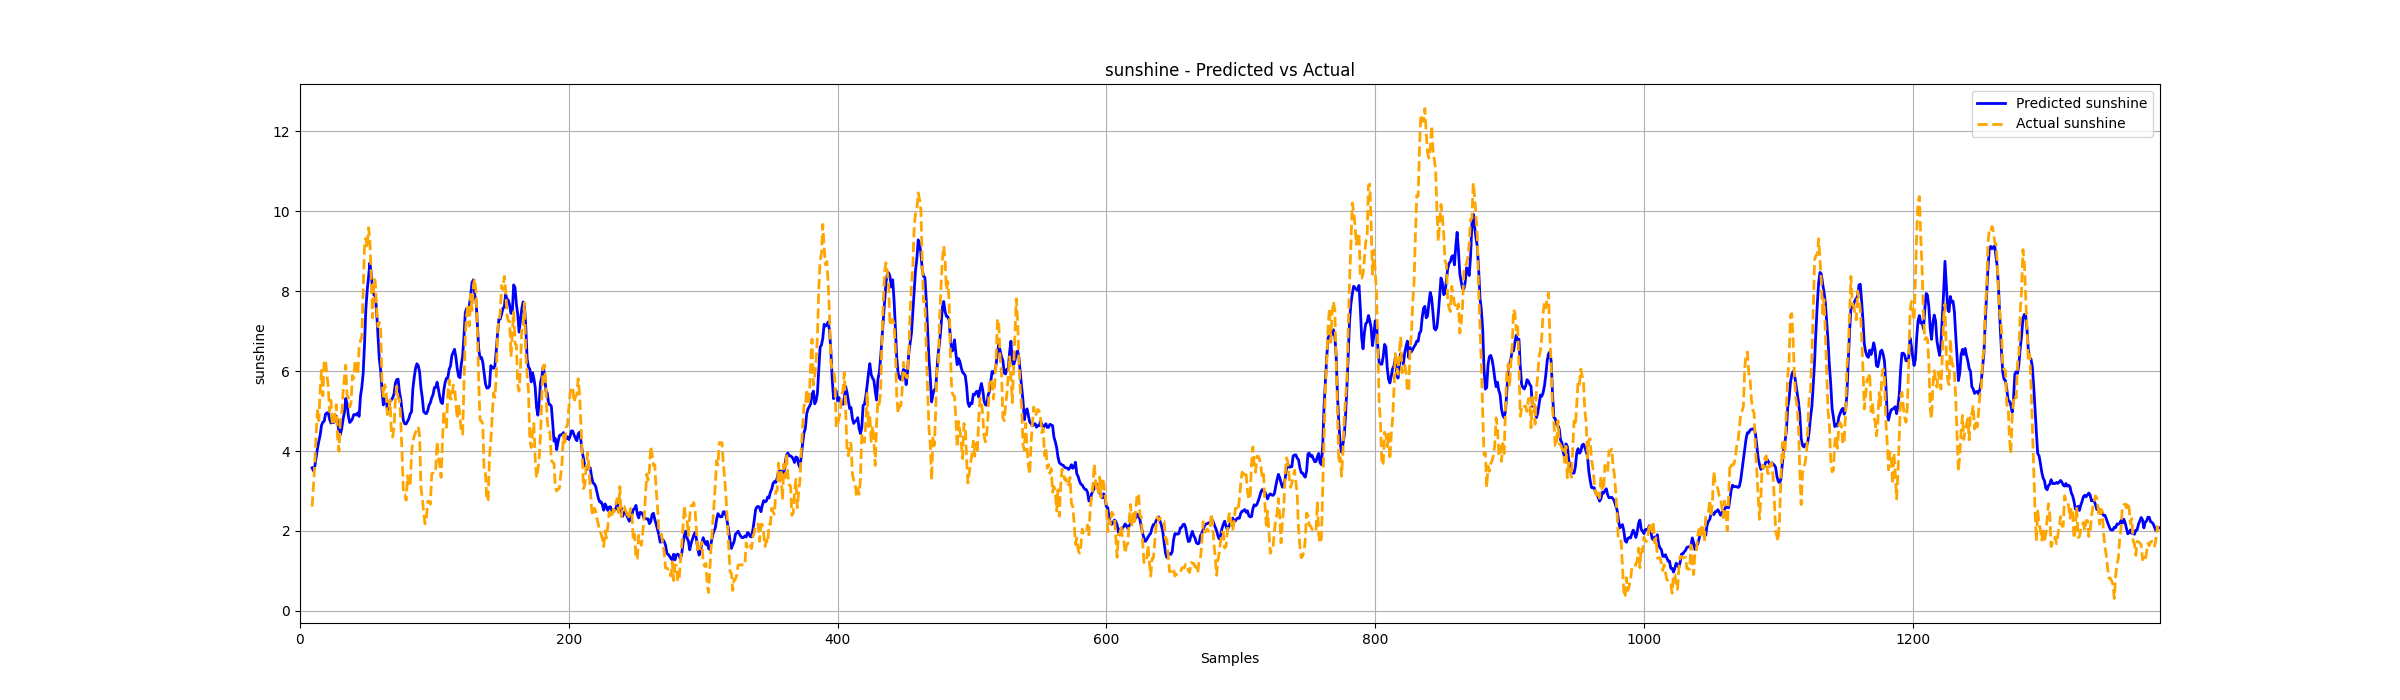 sunshine - Predicted vs Actual
Predicted sunshine
Actual sunshine
sunshine
12
10
8
6
4
2
0
0 200 400 600 800 1000 1200
Samples